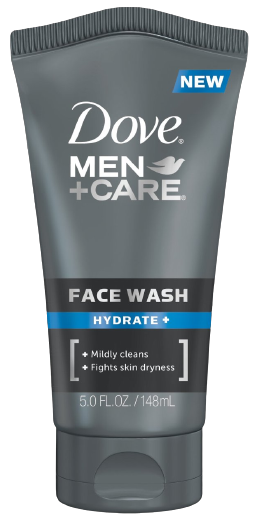 NEW
Dove®
MEN
+CARE®
FACE WASH
HYDRATE +
+ Mildly cleans
+ Fights skin dryness
5.0 FL.OZ./148mL